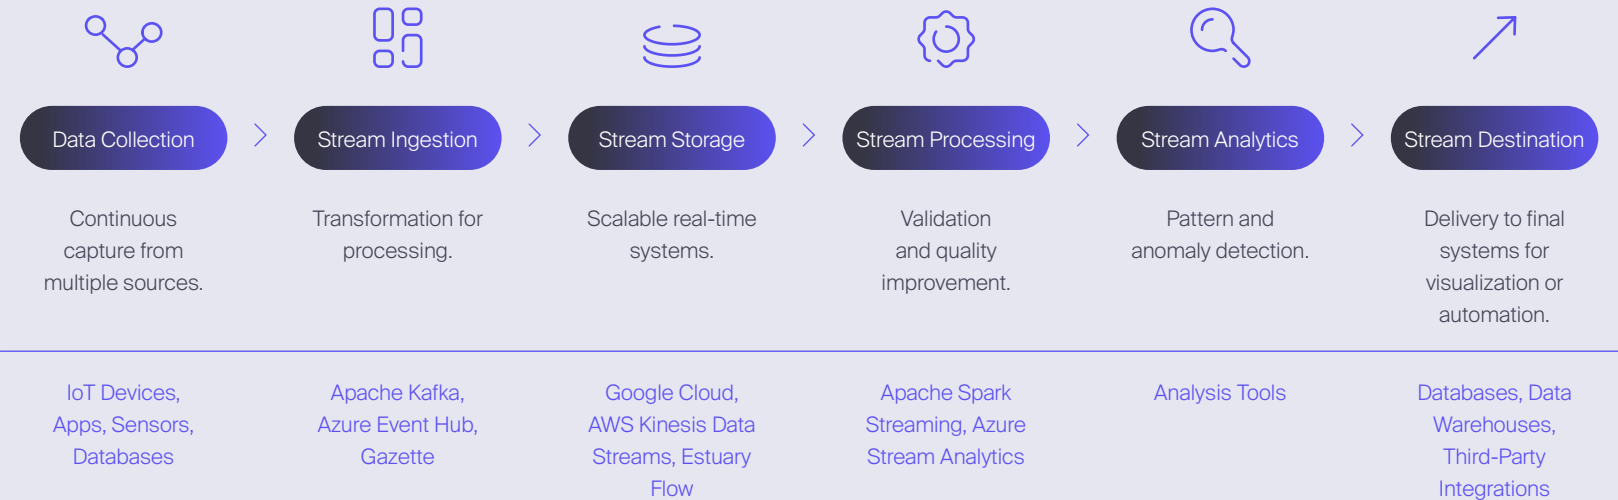 Data Collection
Stream Ingestion
Stream Storage
Stream Processing
Stream Analytics
Stream Destination
Continuous
capture from
multiple sources.
Transformation for
processing.
Scalable real-time
systems.
Validation
and quality
improvement.
Pattern and
anomaly detection.
Delivery to final
systems for
visualization or
automation.
IoT Devices,
Apps, Sensors,
Databases
Apache Kafka,
Azure Event Hub,
Gazette
Google Cloud,
AWS Kinesis Data
Streams, Estuary
Flow
Apache Spark
Streaming, Azure
Stream Analytics
Analysis Tools
Databases, Data
Warehouses,
Third-Party
Integrations